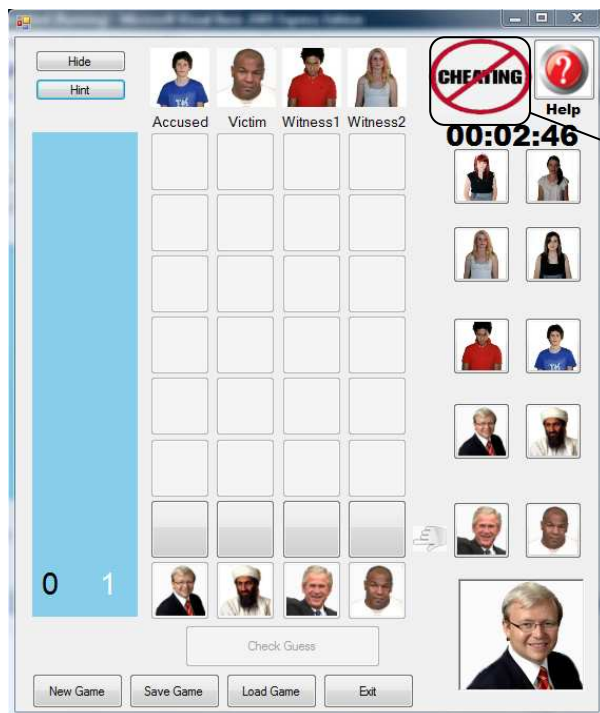 Hide
Hint
CHEATING
Help
Accused Victim Witness1 Witness2
00:02:46
0 1
Check Guess
New Game Save Game Load Game Exit